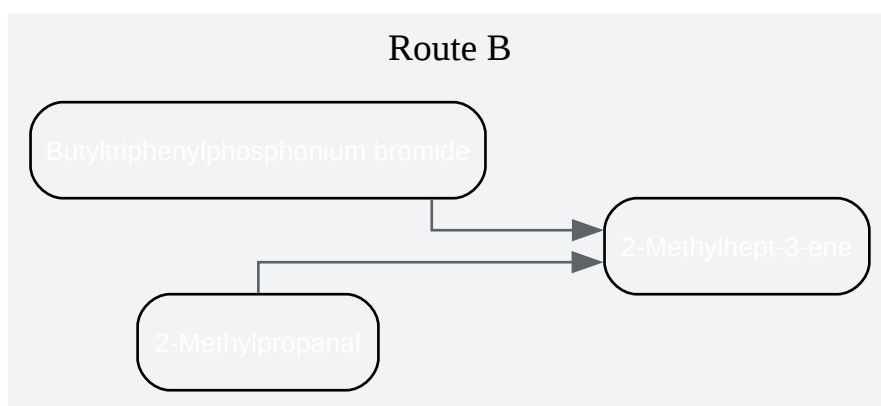 Route B
Butyltriphenylphosphonium bromide
2-Methylhept-3-ene
2-Methylpropanal